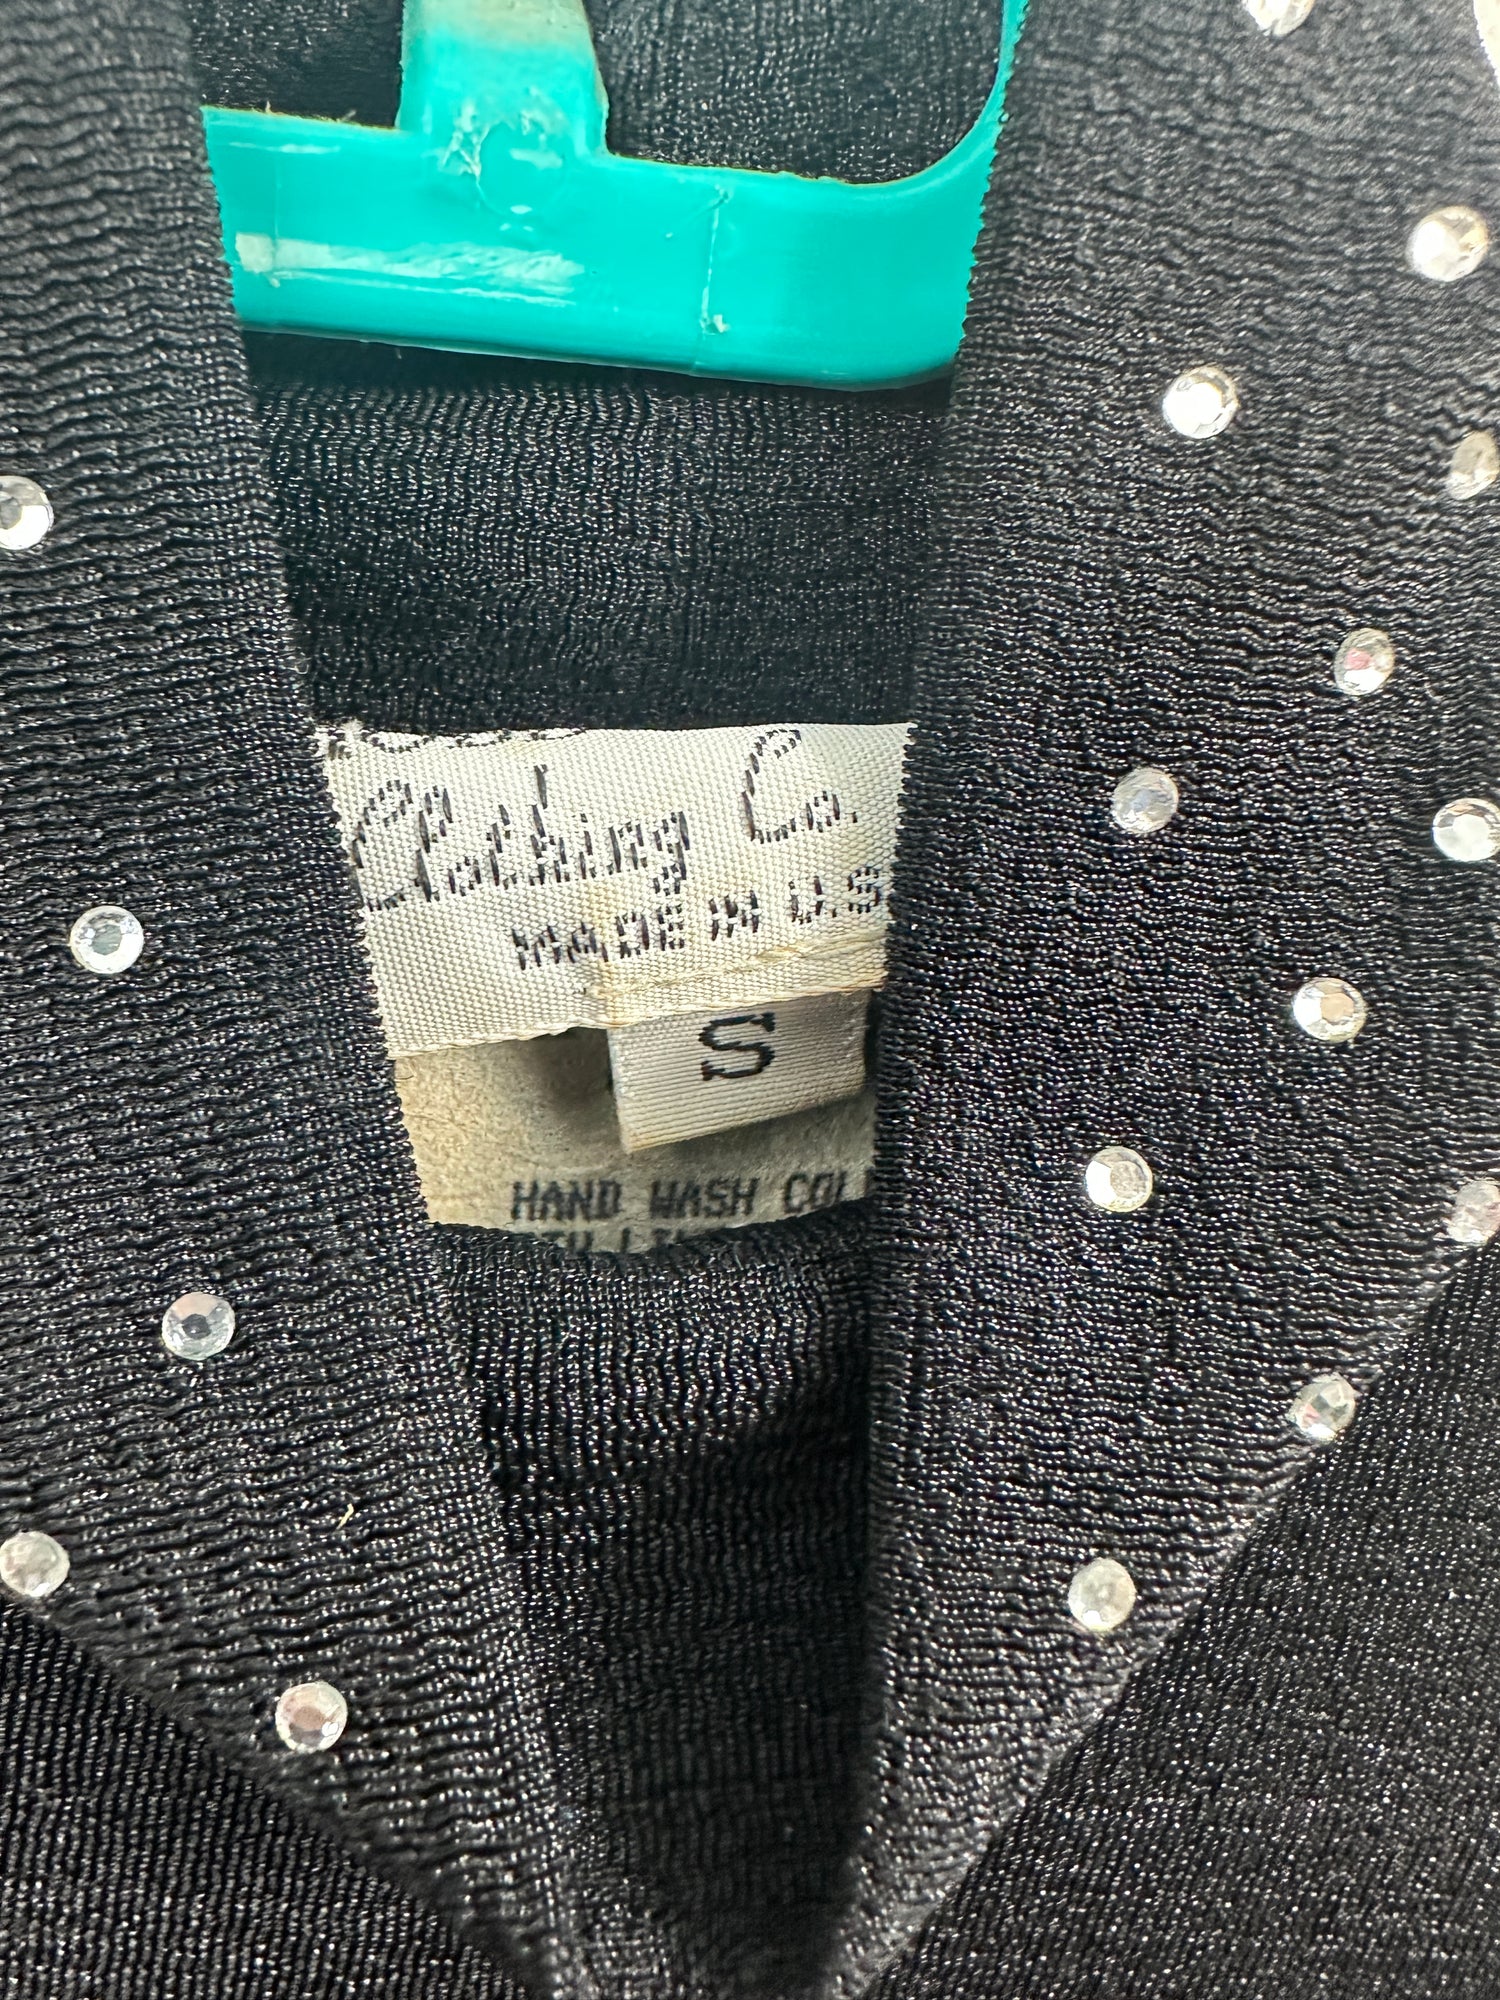 Clothing Co.
MADE IN U.S
S
HAND WASH COL